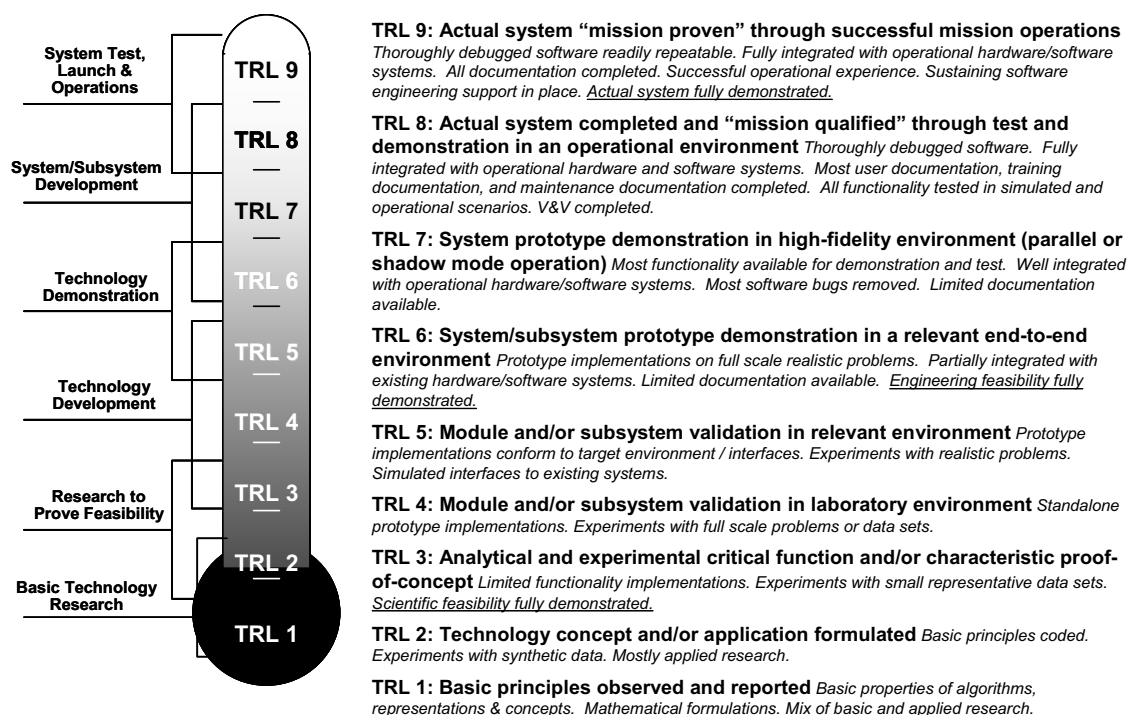 System Test,
Launch &
Operations
System/Subsystem
Development
Technology
Demonstration
Technology
Development
Research to
Prove Feasibility
Basic Technology
Research
TRL 9
TRL 8
TRL 7
TRL 6
TRL 5
TRL 4
TRL 3
TRL 2
TRL 1
TRL 9: Actual system “mission proven” through successful mission operations
Thoroughly debugged software readily repeatable. Fully integrated with operational hardware/software
systems. All documentation completed. Successful operational experience. Sustaining software
engineering support in place. Actual system fully demonstrated.
TRL 8: Actual system completed and “mission qualified” through test and
demonstration in an operational environment Thoroughly debugged software. Fully
integrated with operational hardware and software systems. Most user documentation, training
documentation, and maintenance documentation completed. All functionality tested in simulated and
operational scenarios. V&V completed.
TRL 7: System prototype demonstration in high-fidelity environment (parallel or
shadow mode operation) Most functionality available for demonstration and test. Well integrated
with operational hardware/software systems. Most software bugs removed. Limited documentation
available.
TRL 6: System/subsystem prototype demonstration in a relevant end-to-end
environment Prototype implementations on full scale realistic problems. Partially integrated with
existing hardware/software systems. Limited documentation available. Engineering feasibility fully
demonstrated.
TRL 5: Module and/or subsystem validation in relevant environment Prototype
implementations conform to target environment / interfaces. Experiments with realistic problems.
Simulated interfaces to existing systems.
TRL 4: Module and/or subsystem validation in laboratory environment Standalone
prototype implementations. Experiments with full scale problems or data sets.
TRL 3: Analytical and experimental critical function and/or characteristic proof-
of-concept Limited functionality implementations. Experiments with small representative data sets.
Scientific feasibility fully demonstrated.
TRL 2: Technology concept and/or application formulated Basic principles coded.
Experiments with synthetic data. Mostly applied research.
TRL 1: Basic principles observed and reported Basic properties of algorithms,
representations & concepts. Mathematical formulations. Mix of basic and applied research.